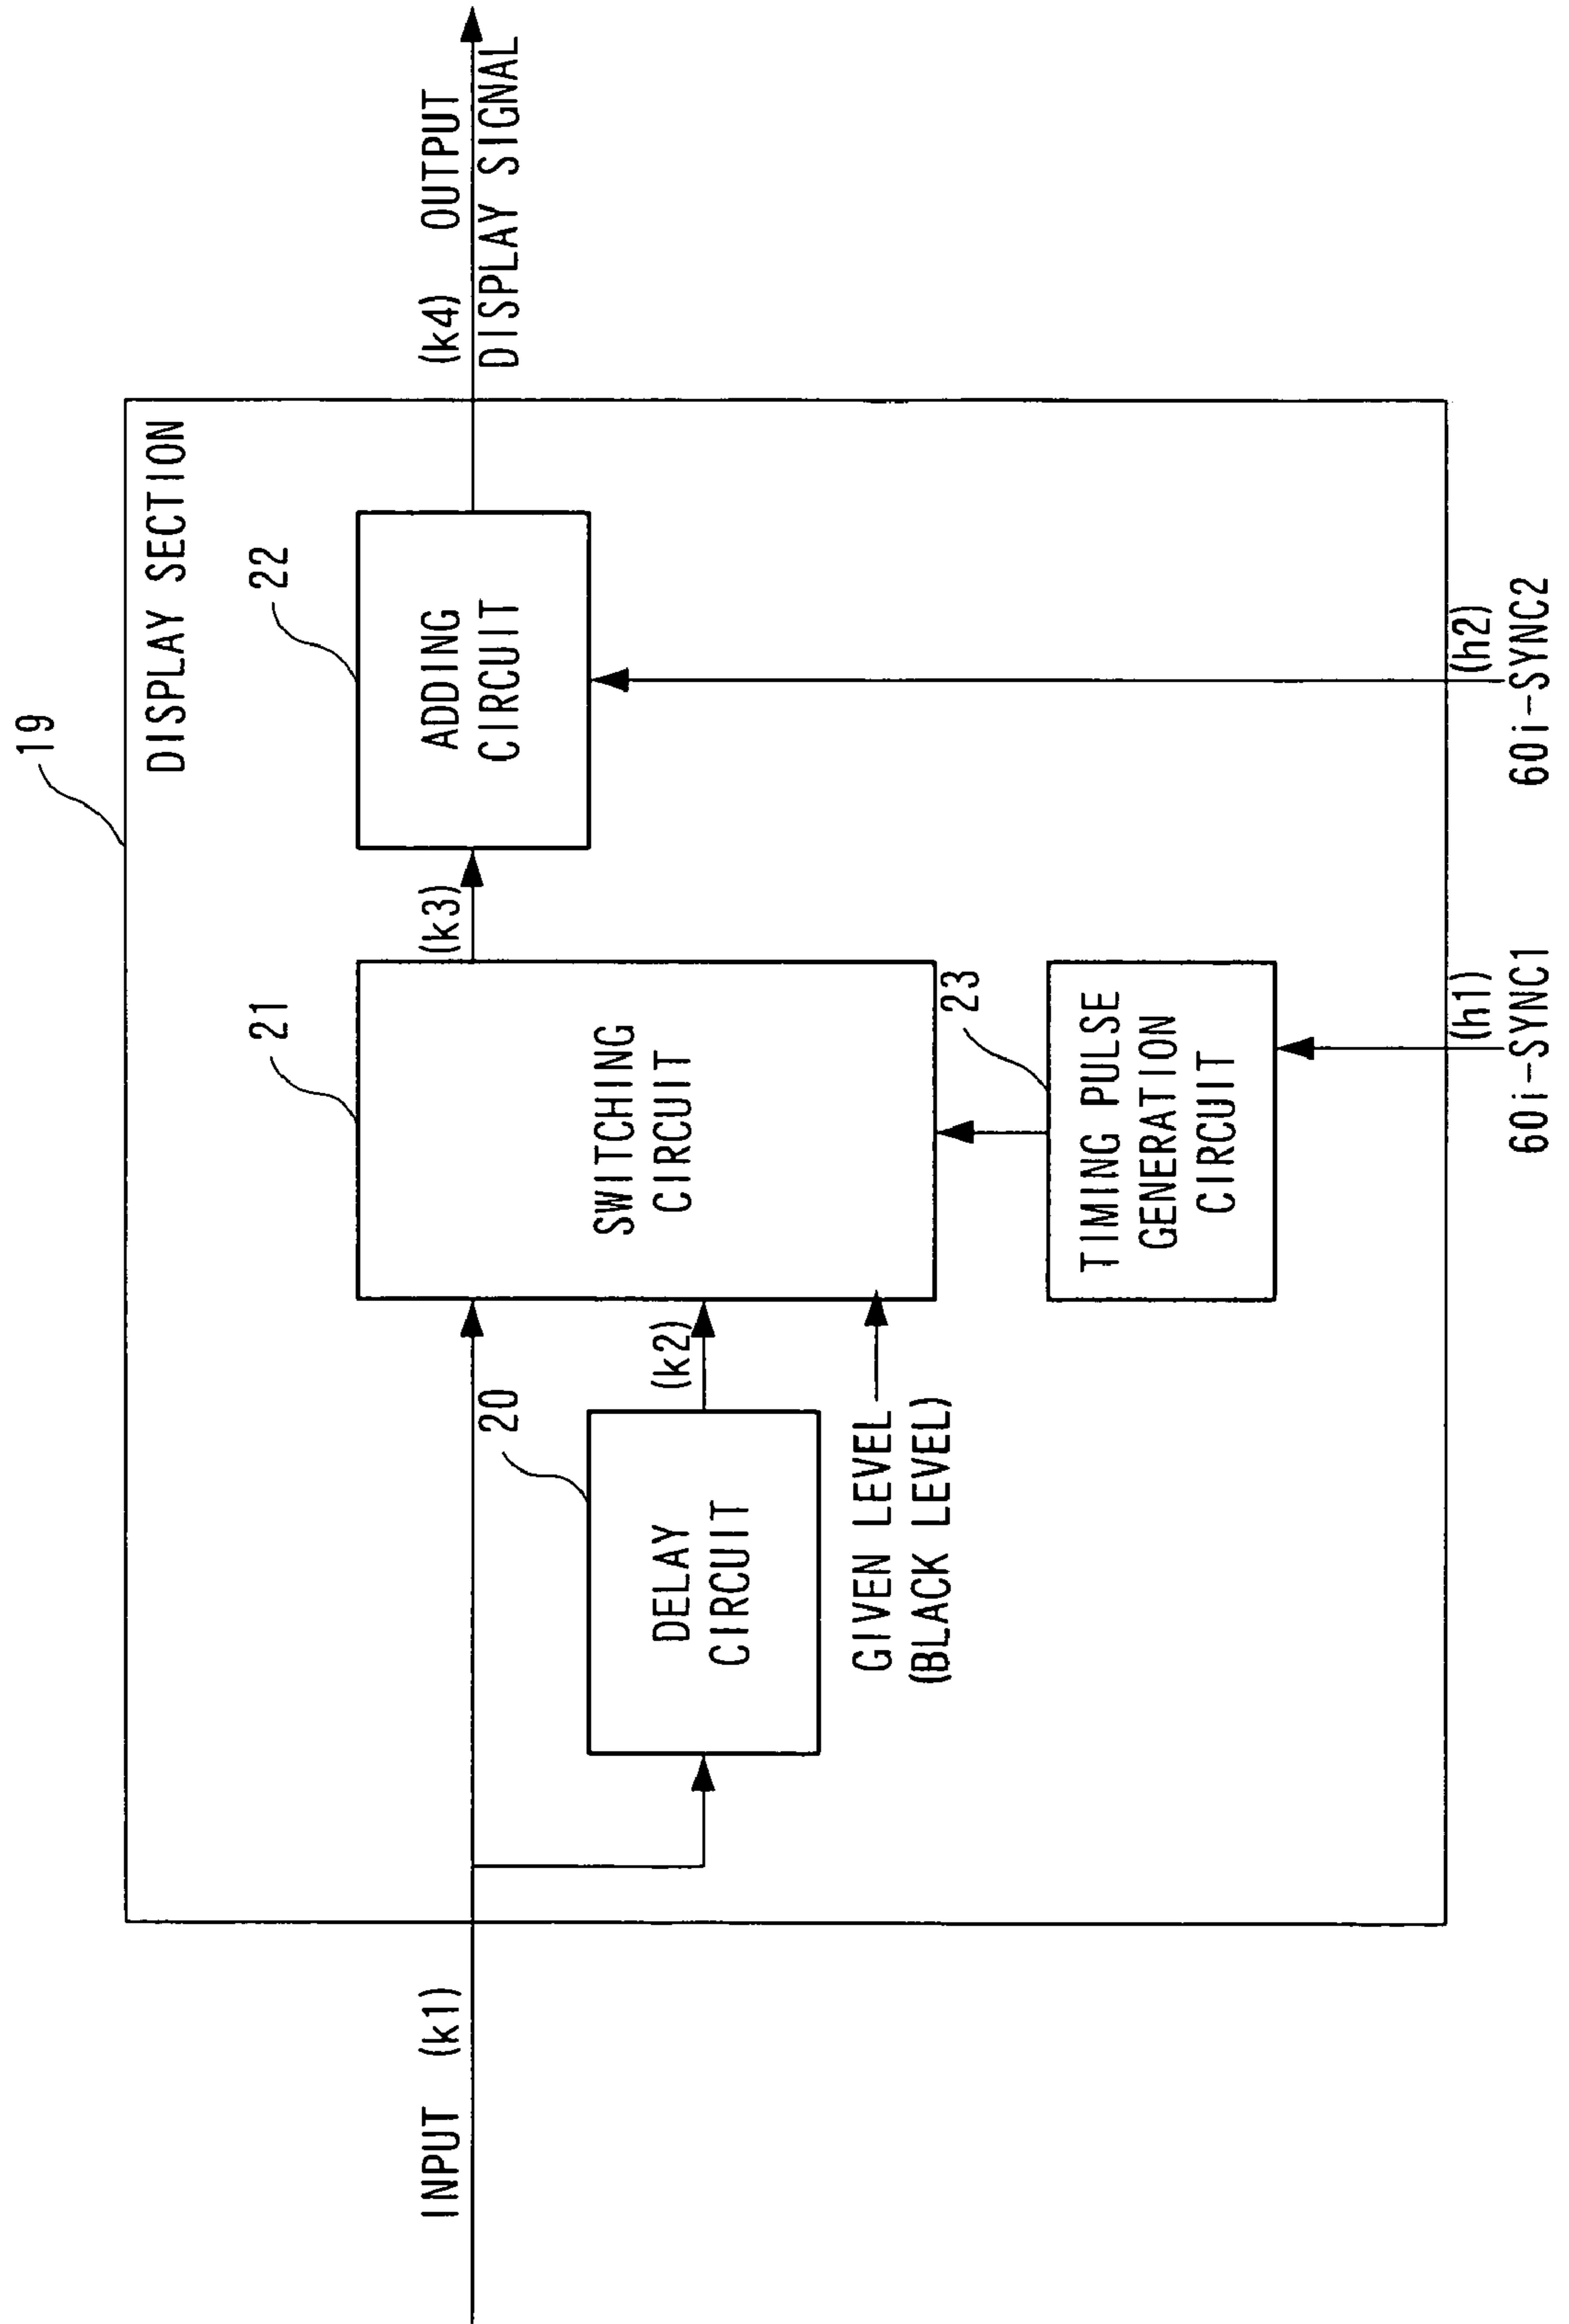 19
DISPLAY SECTION
INPUT (k1)
20
DELAY
CIRCUIT
(k2)
GIVEN LEVEL
(BLACK LEVEL)
21
SWITCHING
CIRCUIT
23
TIMING PULSE
GENERATION
CIRCUIT
(h1)
60i-SYNC1
(k3)
22
ADDING
CIRCUIT
(h2)
60i-SYNC2
(k4) OUTPUT
DISPLAY SIGNAL